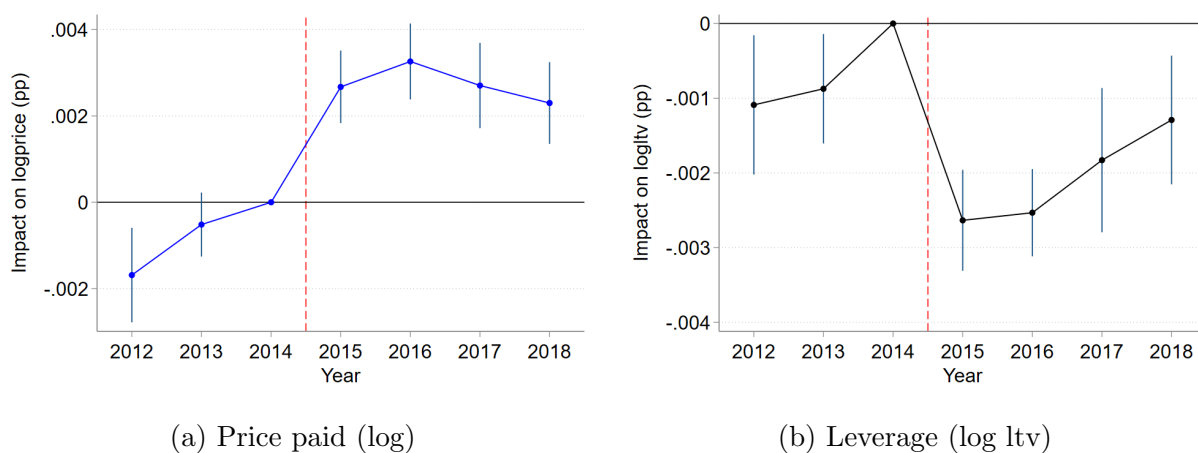 Impact on logprice (pp)
.004
.002
0
-.002
2012 2013 2014 2015 2016 2017 2018
Year
(a) Price paid (log)
Impact on logltv (pp)
0
-.001
-.002
-.003
-.004
2012 2013 2014 2015 2016 2017 2018
Year
(b) Leverage (log ltv)